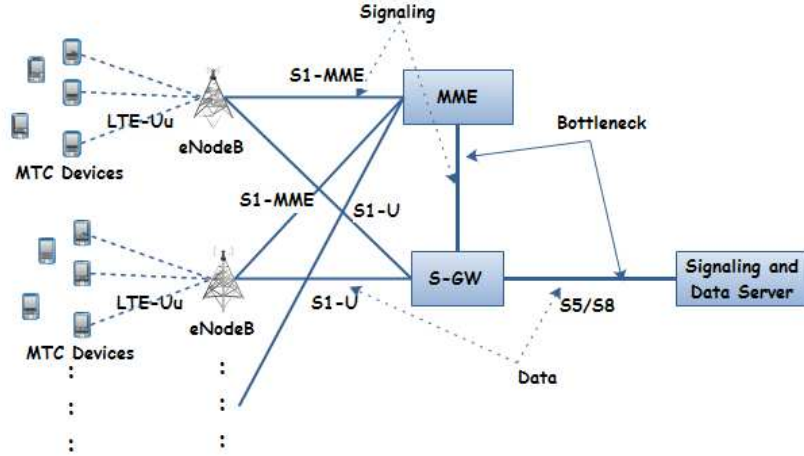 Signaling
S1-MME
MME
LTE-Uu
eNodeB
MTC Devices
Bottleneck
S1-MME
S1-U
S-GW
Signaling and
Data Server
LTE-Uu
S1-U
S5/S8
eNodeB
MTC Devices
Data
:
:
:
:
:
: